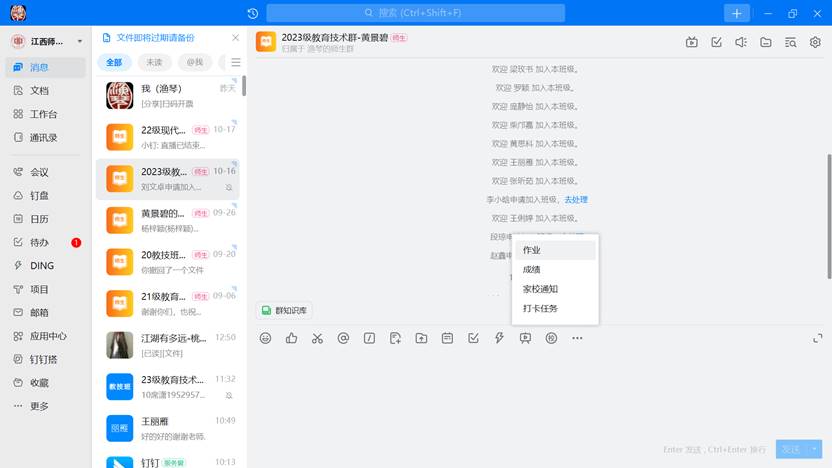 搜索 (Ctrl+Shift+F)
江西师...
消息
文档
工作台
通讯录
会议
钉盘
日历
待办
1
DING
项目
邮箱
应用中心
钉钉搭
收藏
更多
文件即将过期请备份
全部 未读 @我
我（渔琴） 昨天
[分享]扫码开票
22级现代... 师生 10-17
小钉: 直播已结束...
2023级教... 师生 10-16
刘文卓申请加入...
黄景碧的... 师生 09-26
杨梓颖(杨梓颖)...
20教技班... 师生 09-20
你撤回了一个文件
21级教育... 师生 09-06
谢谢你们，也祝...
江湖有多远-桃... 12:50
[已读][文件]
教技班
23级教育技术... 11:32
10席潇1952957...
丽雁
王丽雁 10:49
好的好的谢谢老师.
钉钉 服务窗 10:13
2023级教育技术群-黄景碧 师生
归属于 渔琴的师生群
欢迎 梁玫书 加入本班级。
欢迎 罗颖 加入本班级。
欢迎 庞静怡 加入本班级。
欢迎 柴邝嘉 加入本班级。
欢迎 黄思科 加入本班级。
欢迎 王丽雁 加入本班级。
欢迎 张昕茹 加入本班级。
李小晗申请加入班级，去处理
欢迎 王俐婷 加入本班级。
段琼申
赵鑫申
作业
成绩
家校通知
打卡任务
群知识库
Enter 发送 , Ctrl+Enter 换行
发送